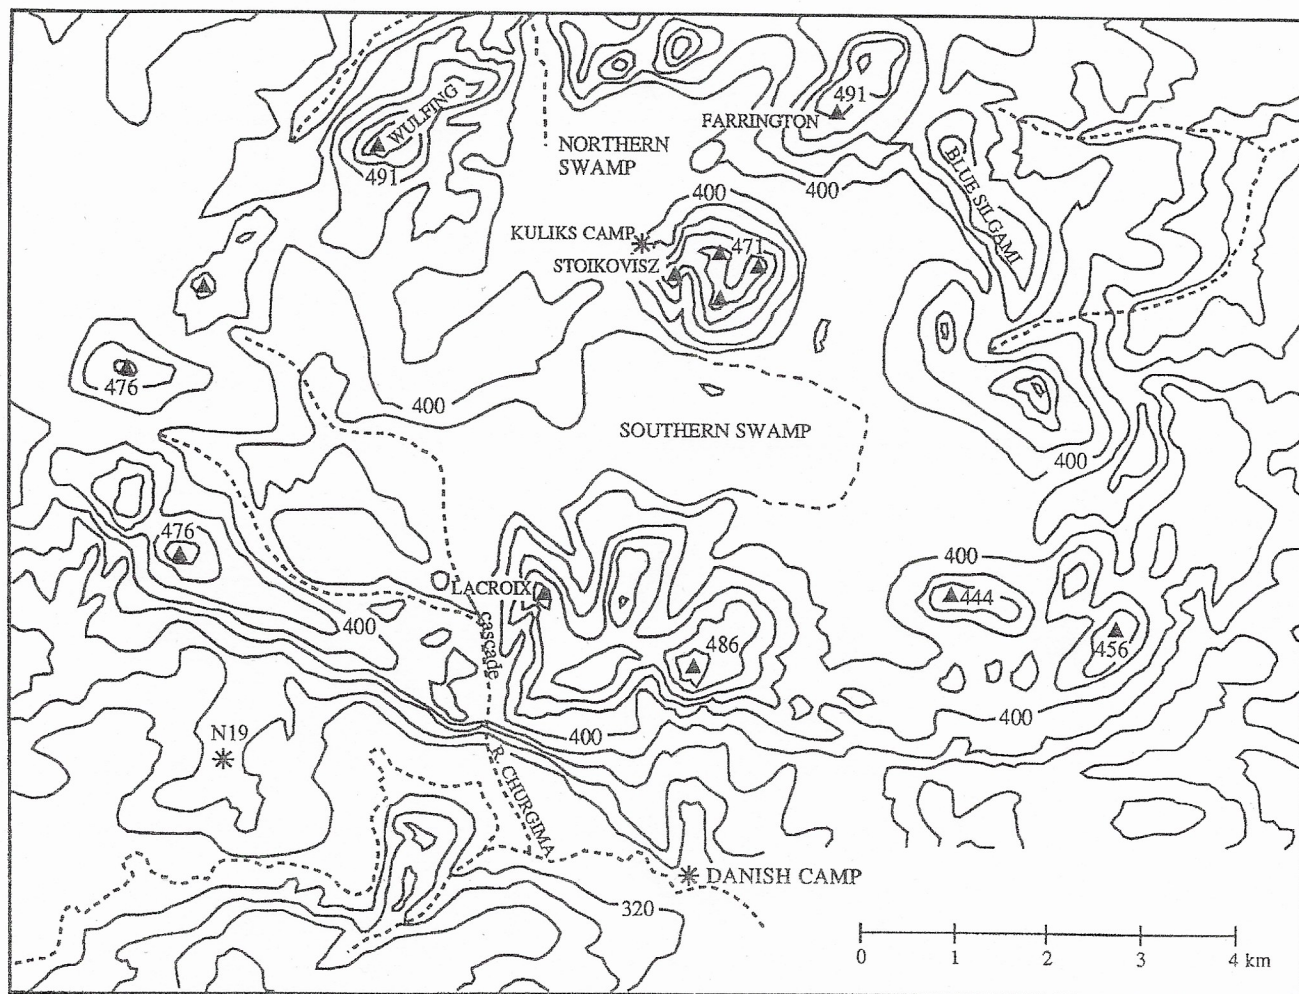 WULFING
491
NORTHERN
SWAMP
FARRINGTON
491
BLUE SILGAMI
400
400
KULIKS CAMP
STOIKOVISZ
471
476
400
SOUTHERN SWAMP
400
476
LACROIX
400
cascade
486
400
444
456
400
400
N19
R. CHURGIMA
DANISH CAMP
320
0 1 2 3 4 km